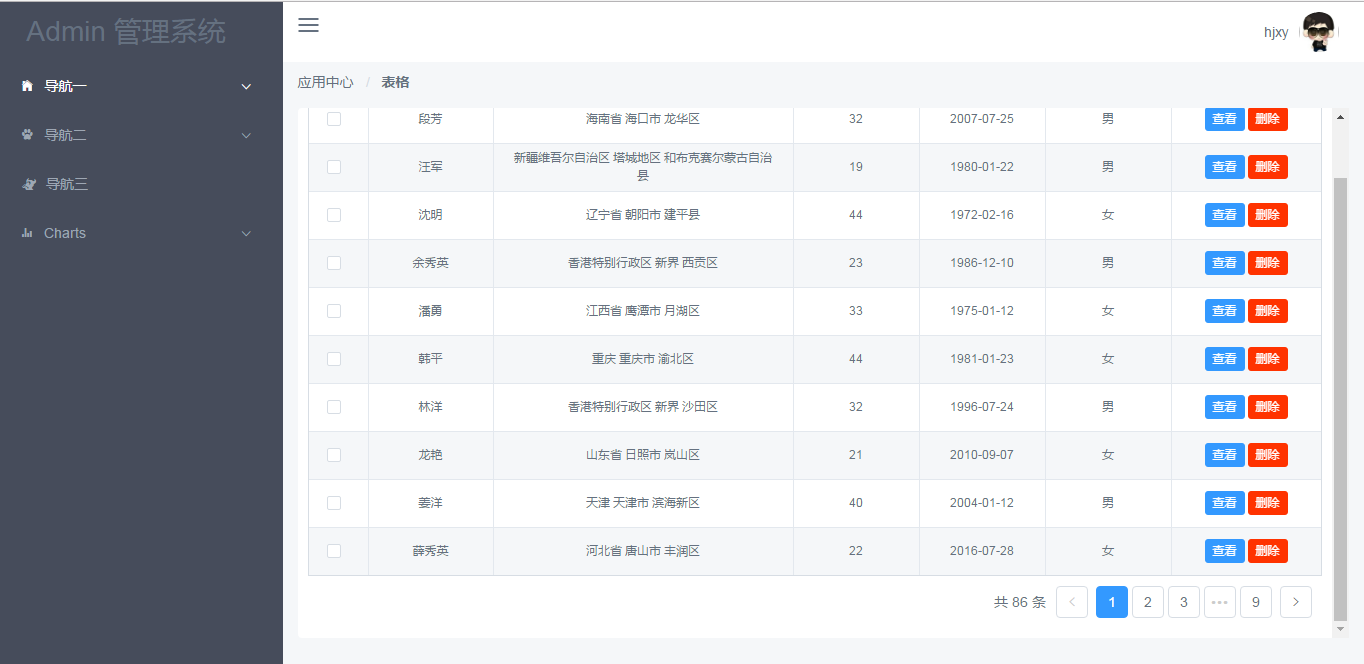 Admin 管理系统
hjxy
导航一
导航二
导航三
Charts
应用中心 / 表格
段芳 海南省 海口市 龙华区 32 2007-07-25 男 查看 删除
汪军 新疆维吾尔自治区 塔城地区 和布克赛尔蒙古自治
县 19 1980-01-22 男 查看 删除
沈明 辽宁省 朝阳市 建平县 44 1972-02-16 女 查看 删除
余秀英 香港特别行政区 新界 西贡区 23 1986-12-10 男 查看 删除
潘勇 江西省 鹰潭市 月湖区 33 1975-01-12 女 查看 删除
韩平 重庆 重庆市 渝北区 44 1981-01-23 女 查看 删除
林洋 香港特别行政区 新界 沙田区 32 1996-07-24 男 查看 删除
龙艳 山东省 日照市 岚山区 21 2010-09-07 女 查看 删除
姜洋 天津 天津市 滨海新区 40 2004-01-12 男 查看 删除
薛秀英 河北省 唐山市 丰润区 22 2016-07-28 女 查看 删除
共 86 条 < 1 2 3 ••• 9 >